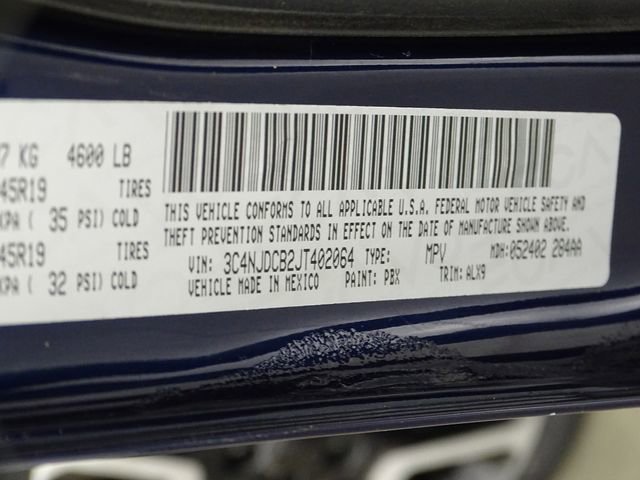 7 KG 4600 LB
45R19 TIRES
KPA ( 35 PSI) COLD
45R19 TIRES
KPA ( 32 PSI) COLD
THIS VEHICLE CONFORMS TO ALL APPLICABLE U.S.A. FEDERAL MOTOR VEHICLE SAFETY AND
THEFT PREVENTION STANDARDS IN EFFECT ON THE DATE OF MANUFACTURE SHOWN ABOVE.
VIN: 3C4NJDCB2JT402064 TYPE: MPV MDH:052402 284AA
VEHICLE MADE IN MEXICO PAINT: PBX TRIM: ALX9